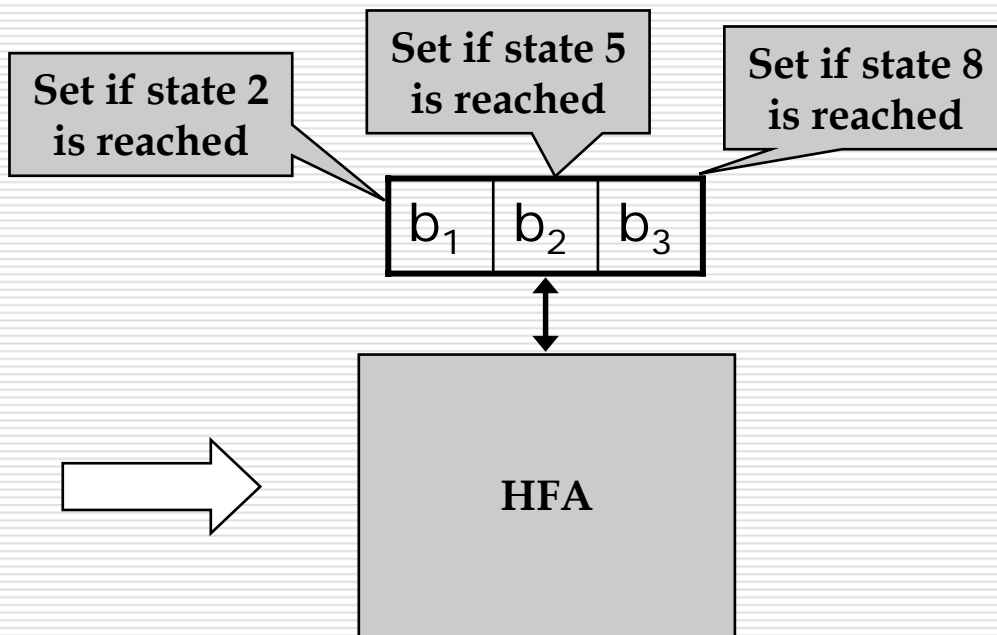 Set if state 2
is reached
Set if state 5
is reached
Set if state 8
is reached
b₁ b₂ b₃
HFA